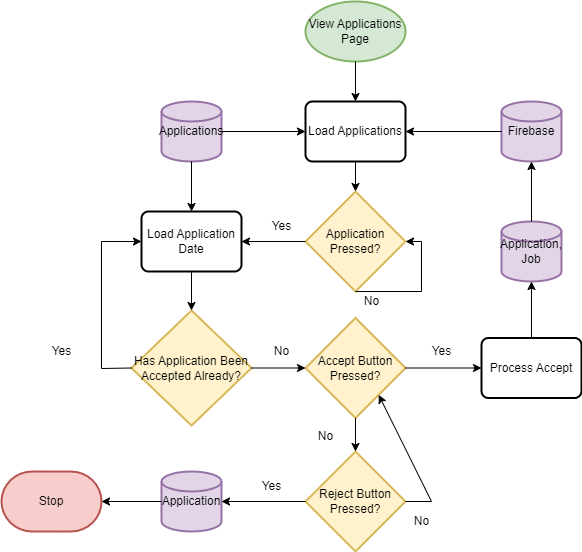 View Applications
Page
Applications
Load Applications
Firebase
Load Application
Date
Yes
Application
Pressed?
Application,
Job
No
Yes
Has Application Been
Accepted Already?
No
Accept Button
Pressed?
Yes
Process Accept
No
Stop
Application
Yes
Reject Button
Pressed?
No